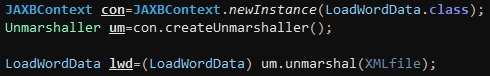 JAXBContext con=JAXBContext.newInstance(LoadWordData.class);
Unmarshaller um=con.createUnmarshaller();
LoadWordData lwd=(LoadWordData) um.unmarshal(XMLfile);